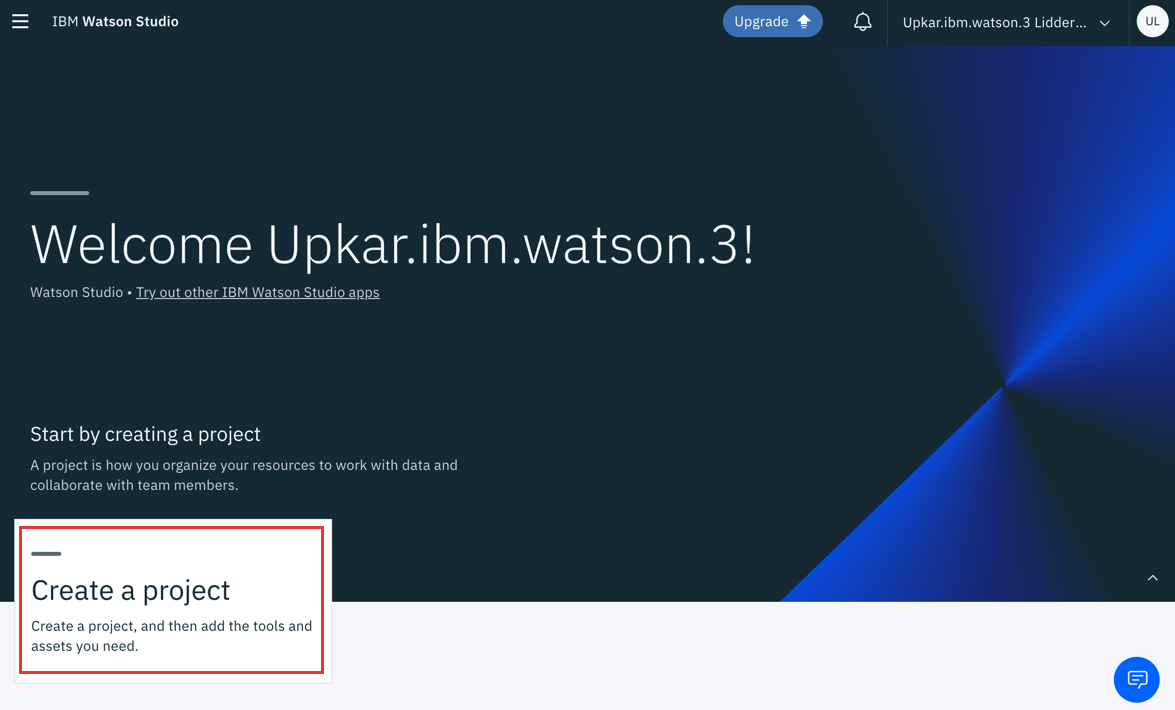 IBM Watson Studio
Upgrade
Upkar.ibm.watson.3 Lidder...
UL
Welcome Upkar.ibm.watson.3!
Watson Studio • Try out other IBM Watson Studio apps
Start by creating a project
A project is how you organize your resources to work with data and
collaborate with team members.
Create a project
Create a project, and then add the tools and
assets you need.